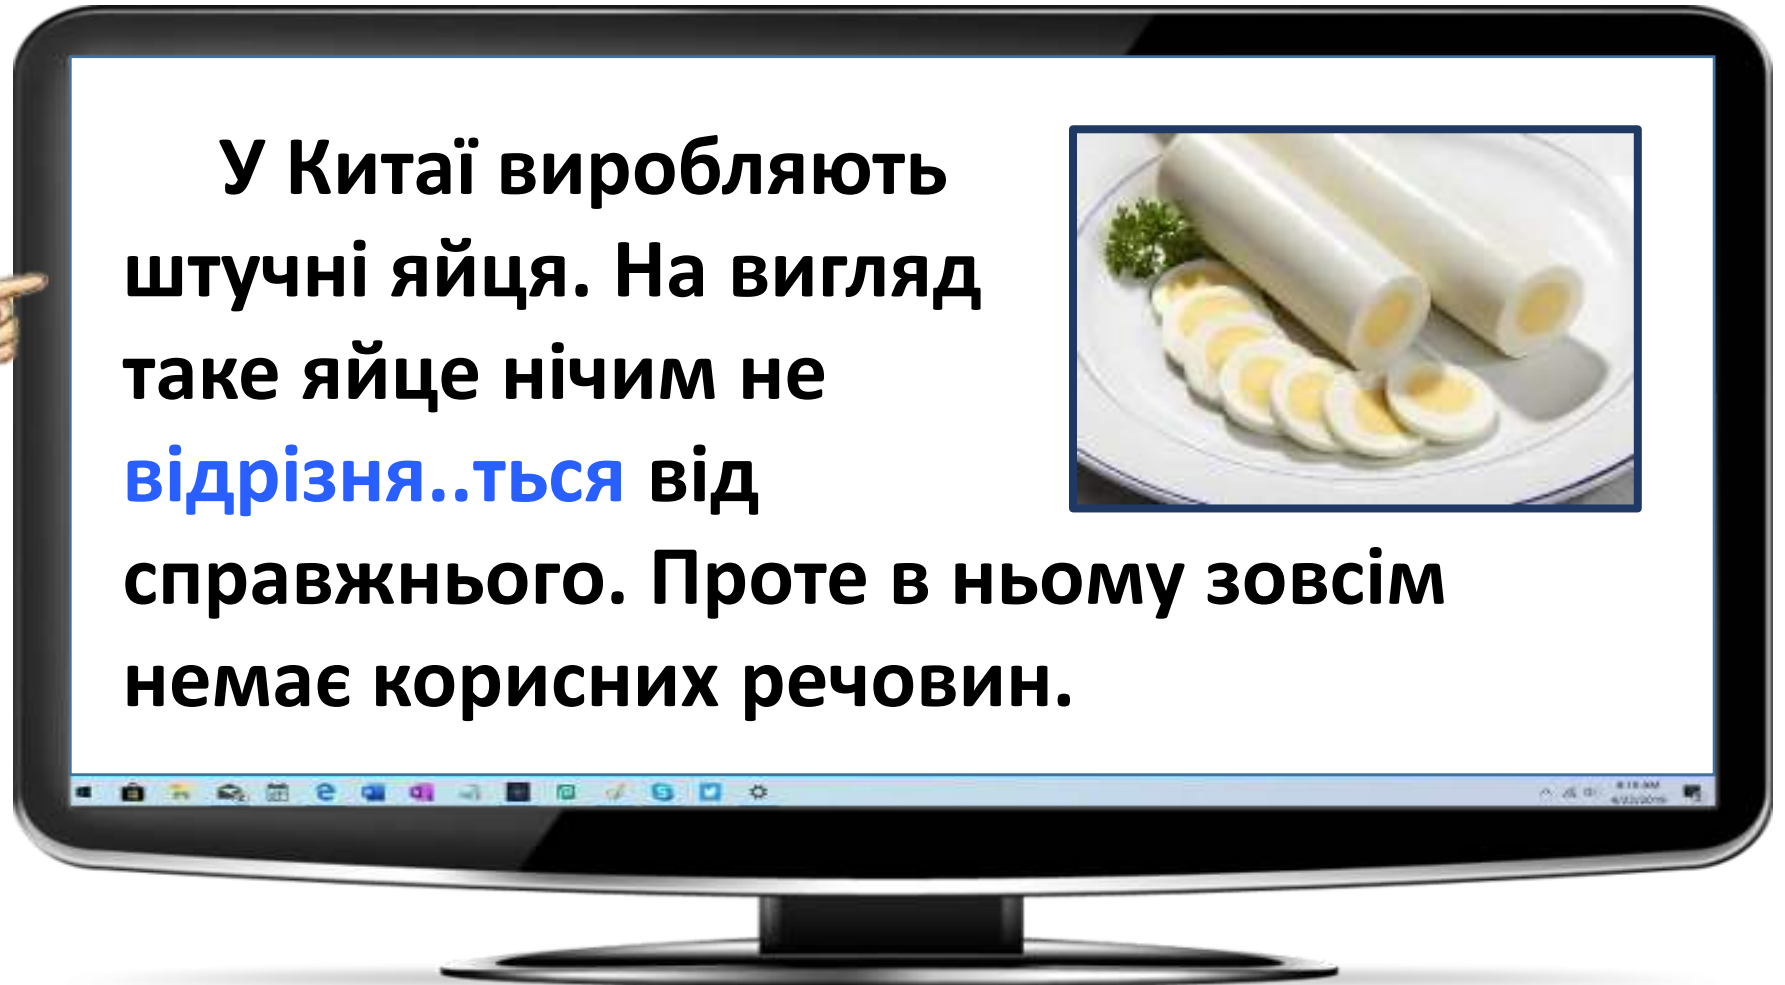 У Китаї виробляють
штучні яйця. На вигляд
таке яйце нічим не
відрізня..ться від
справжнього. Проте в ньому зовсім
немає корисних речовин.